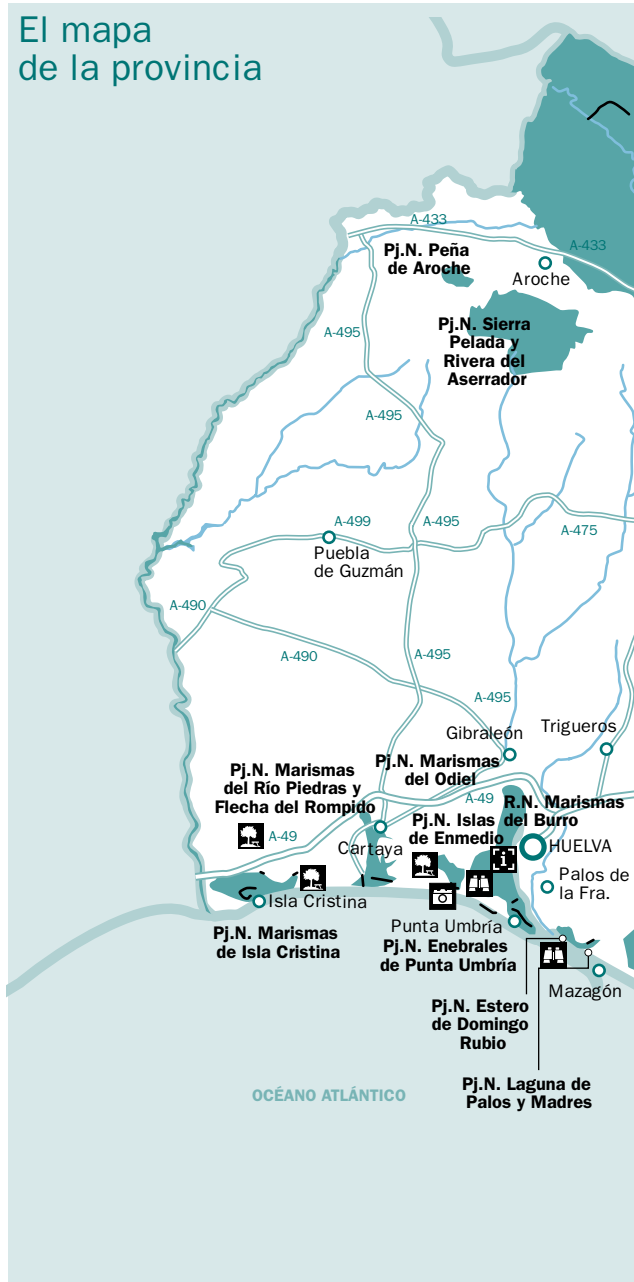 El mapa
de la provincia
A-433
Pj.N. Peña
de Aroche
A-433
Aroche
Pj.N. Sierra
Pelada y
Rivera del
Aserrador
A-495
A-495
A-499
A-495
A-475
Puebla
de Guzmán
A-490
A-490
A-495
A-495
Gibraleón
Trigueros
Pj.N. Marismas
del Odiel
Pj.N. Marismas
del Río Piedras y
Flecha del Rompido
A-49
R.N. Marismas
del Burro
Pj.N. Islas
de Enmedio
A-49
Cartaya
HUELVA
Palos de
la Fra.
Isla Cristina
Punta Umbría
Pj.N. Marismas
de Isla Cristina
Pj.N. Enebrales
de Punta Umbría
Mazagón
Pj.N. Estero
de Domingo
Rubio
Pj.N. Laguna de
Palos y Madres
OCÉANO ATLÁNTICO